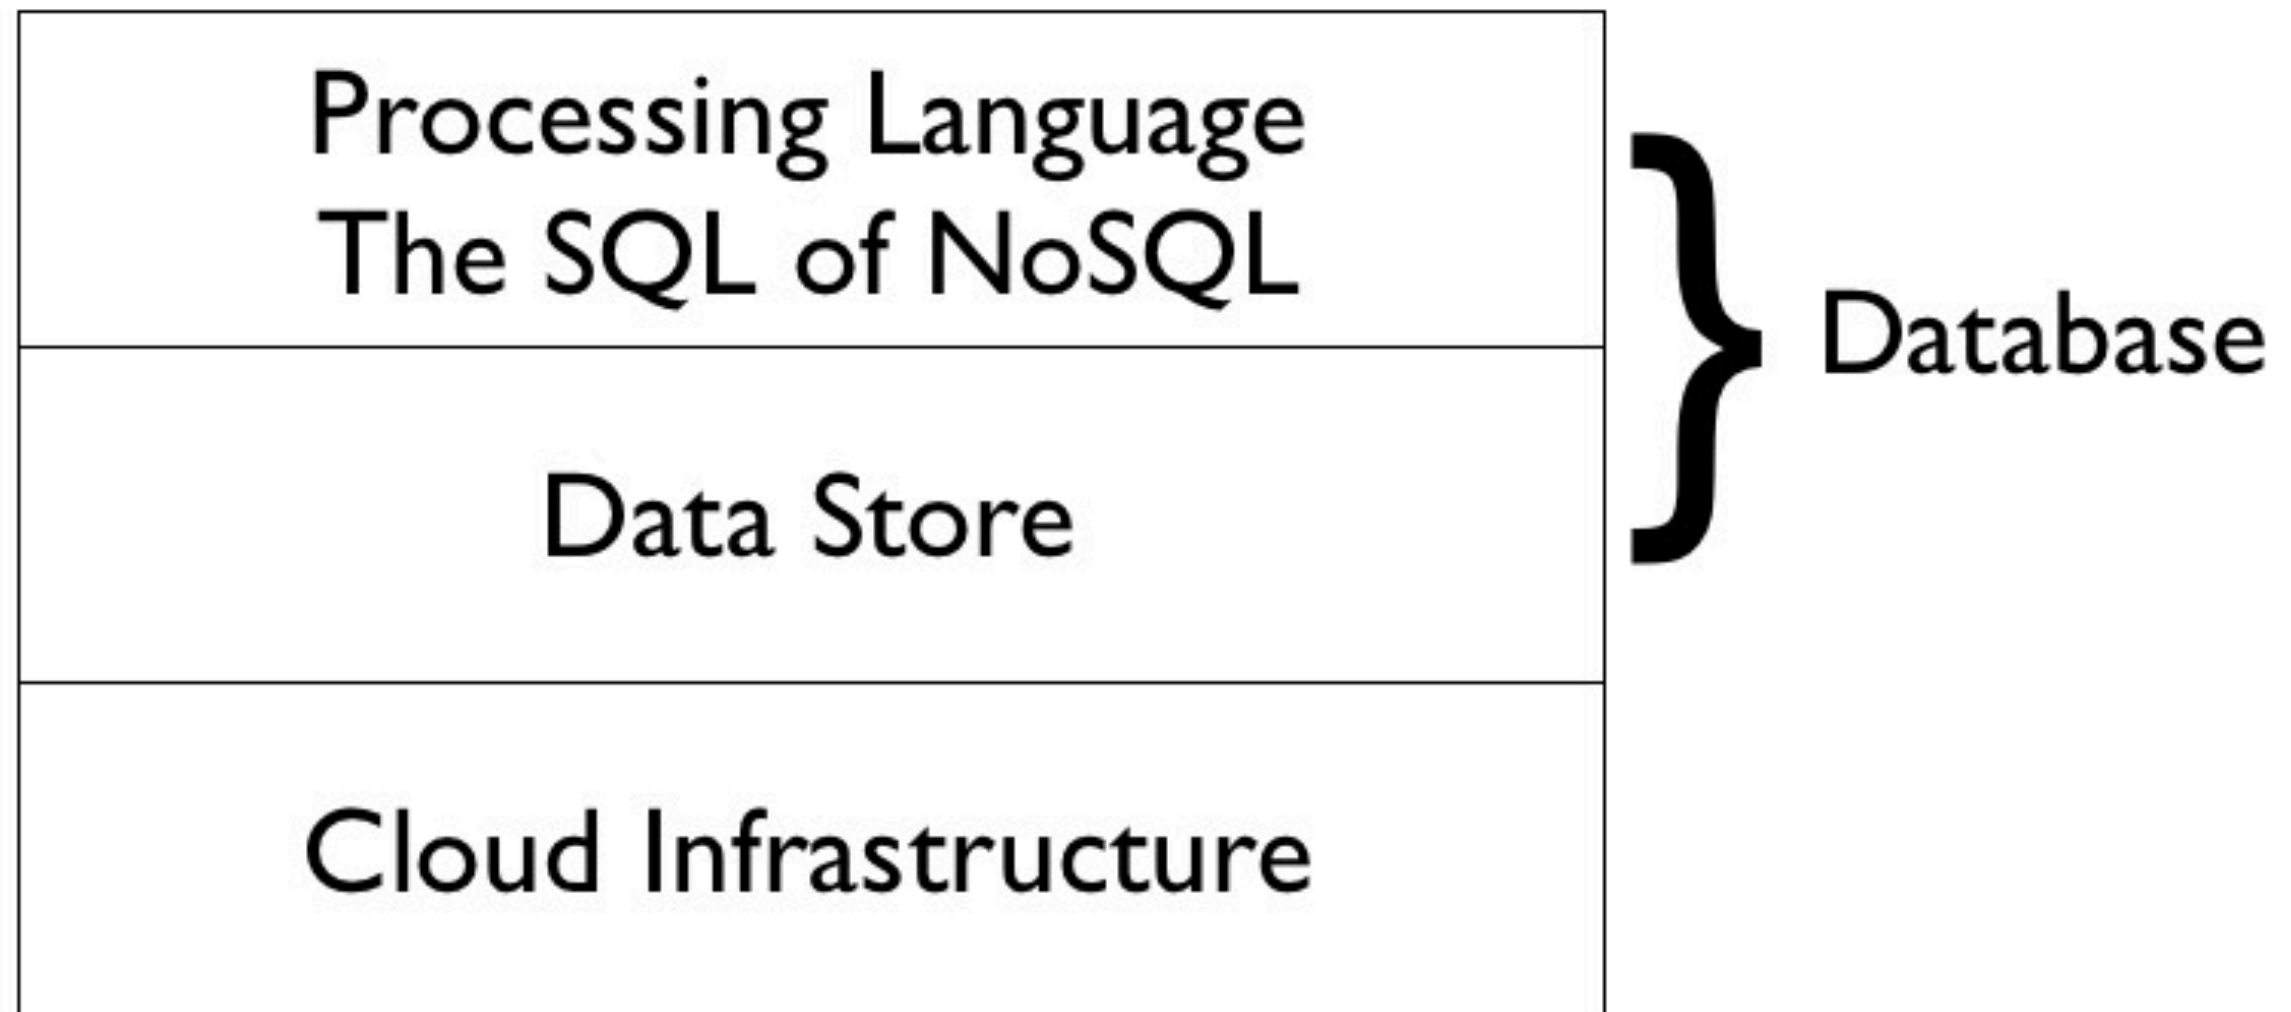 Processing Language
The SQL of NoSQL
Database
Data Store
Cloud Infrastructure